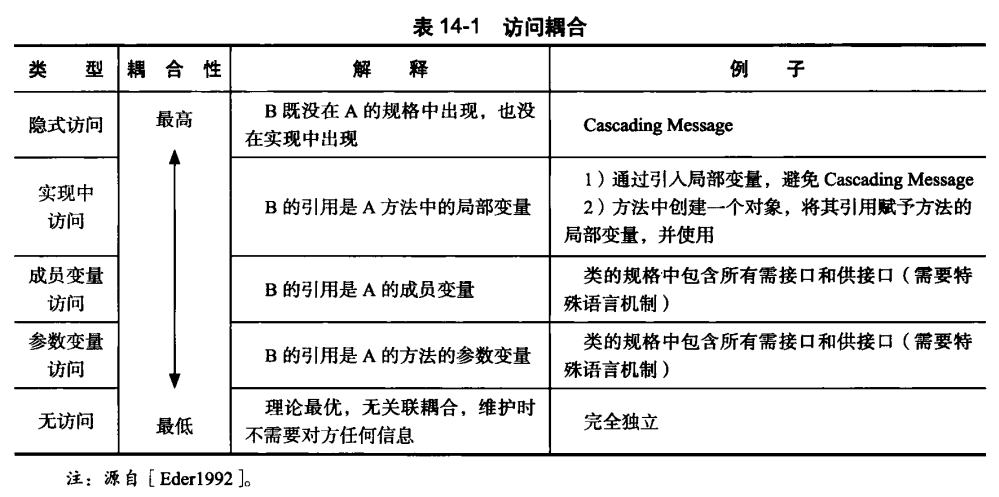 表 14-1 访问耦合
类 型 耦 合 性 解 释 例 子
隐式访问
最高
B 既没在 A 的规格中出现，也没
在实现中出现
Cascading Message
实现中
访问
B 的引用是 A 方法中的局部变量
1）通过引入局部变量，避免 Cascading Message
2）方法中创建一个对象，将其引用赋予方法的
局部变量，并使用
成员变量
访问
B 的引用是 A 的成员变量
类的规格中包含所有需接口和供接口（需要特
殊语言机制）
参数变量
访问
B 的引用是 A 的方法的参数变量
类的规格中包含所有需接口和供接口（需要特
殊语言机制）
无访问
最低
理论最优，无关联耦合，维护时
不需要对方任何信息
完全独立
注：源自［Eder1992］。